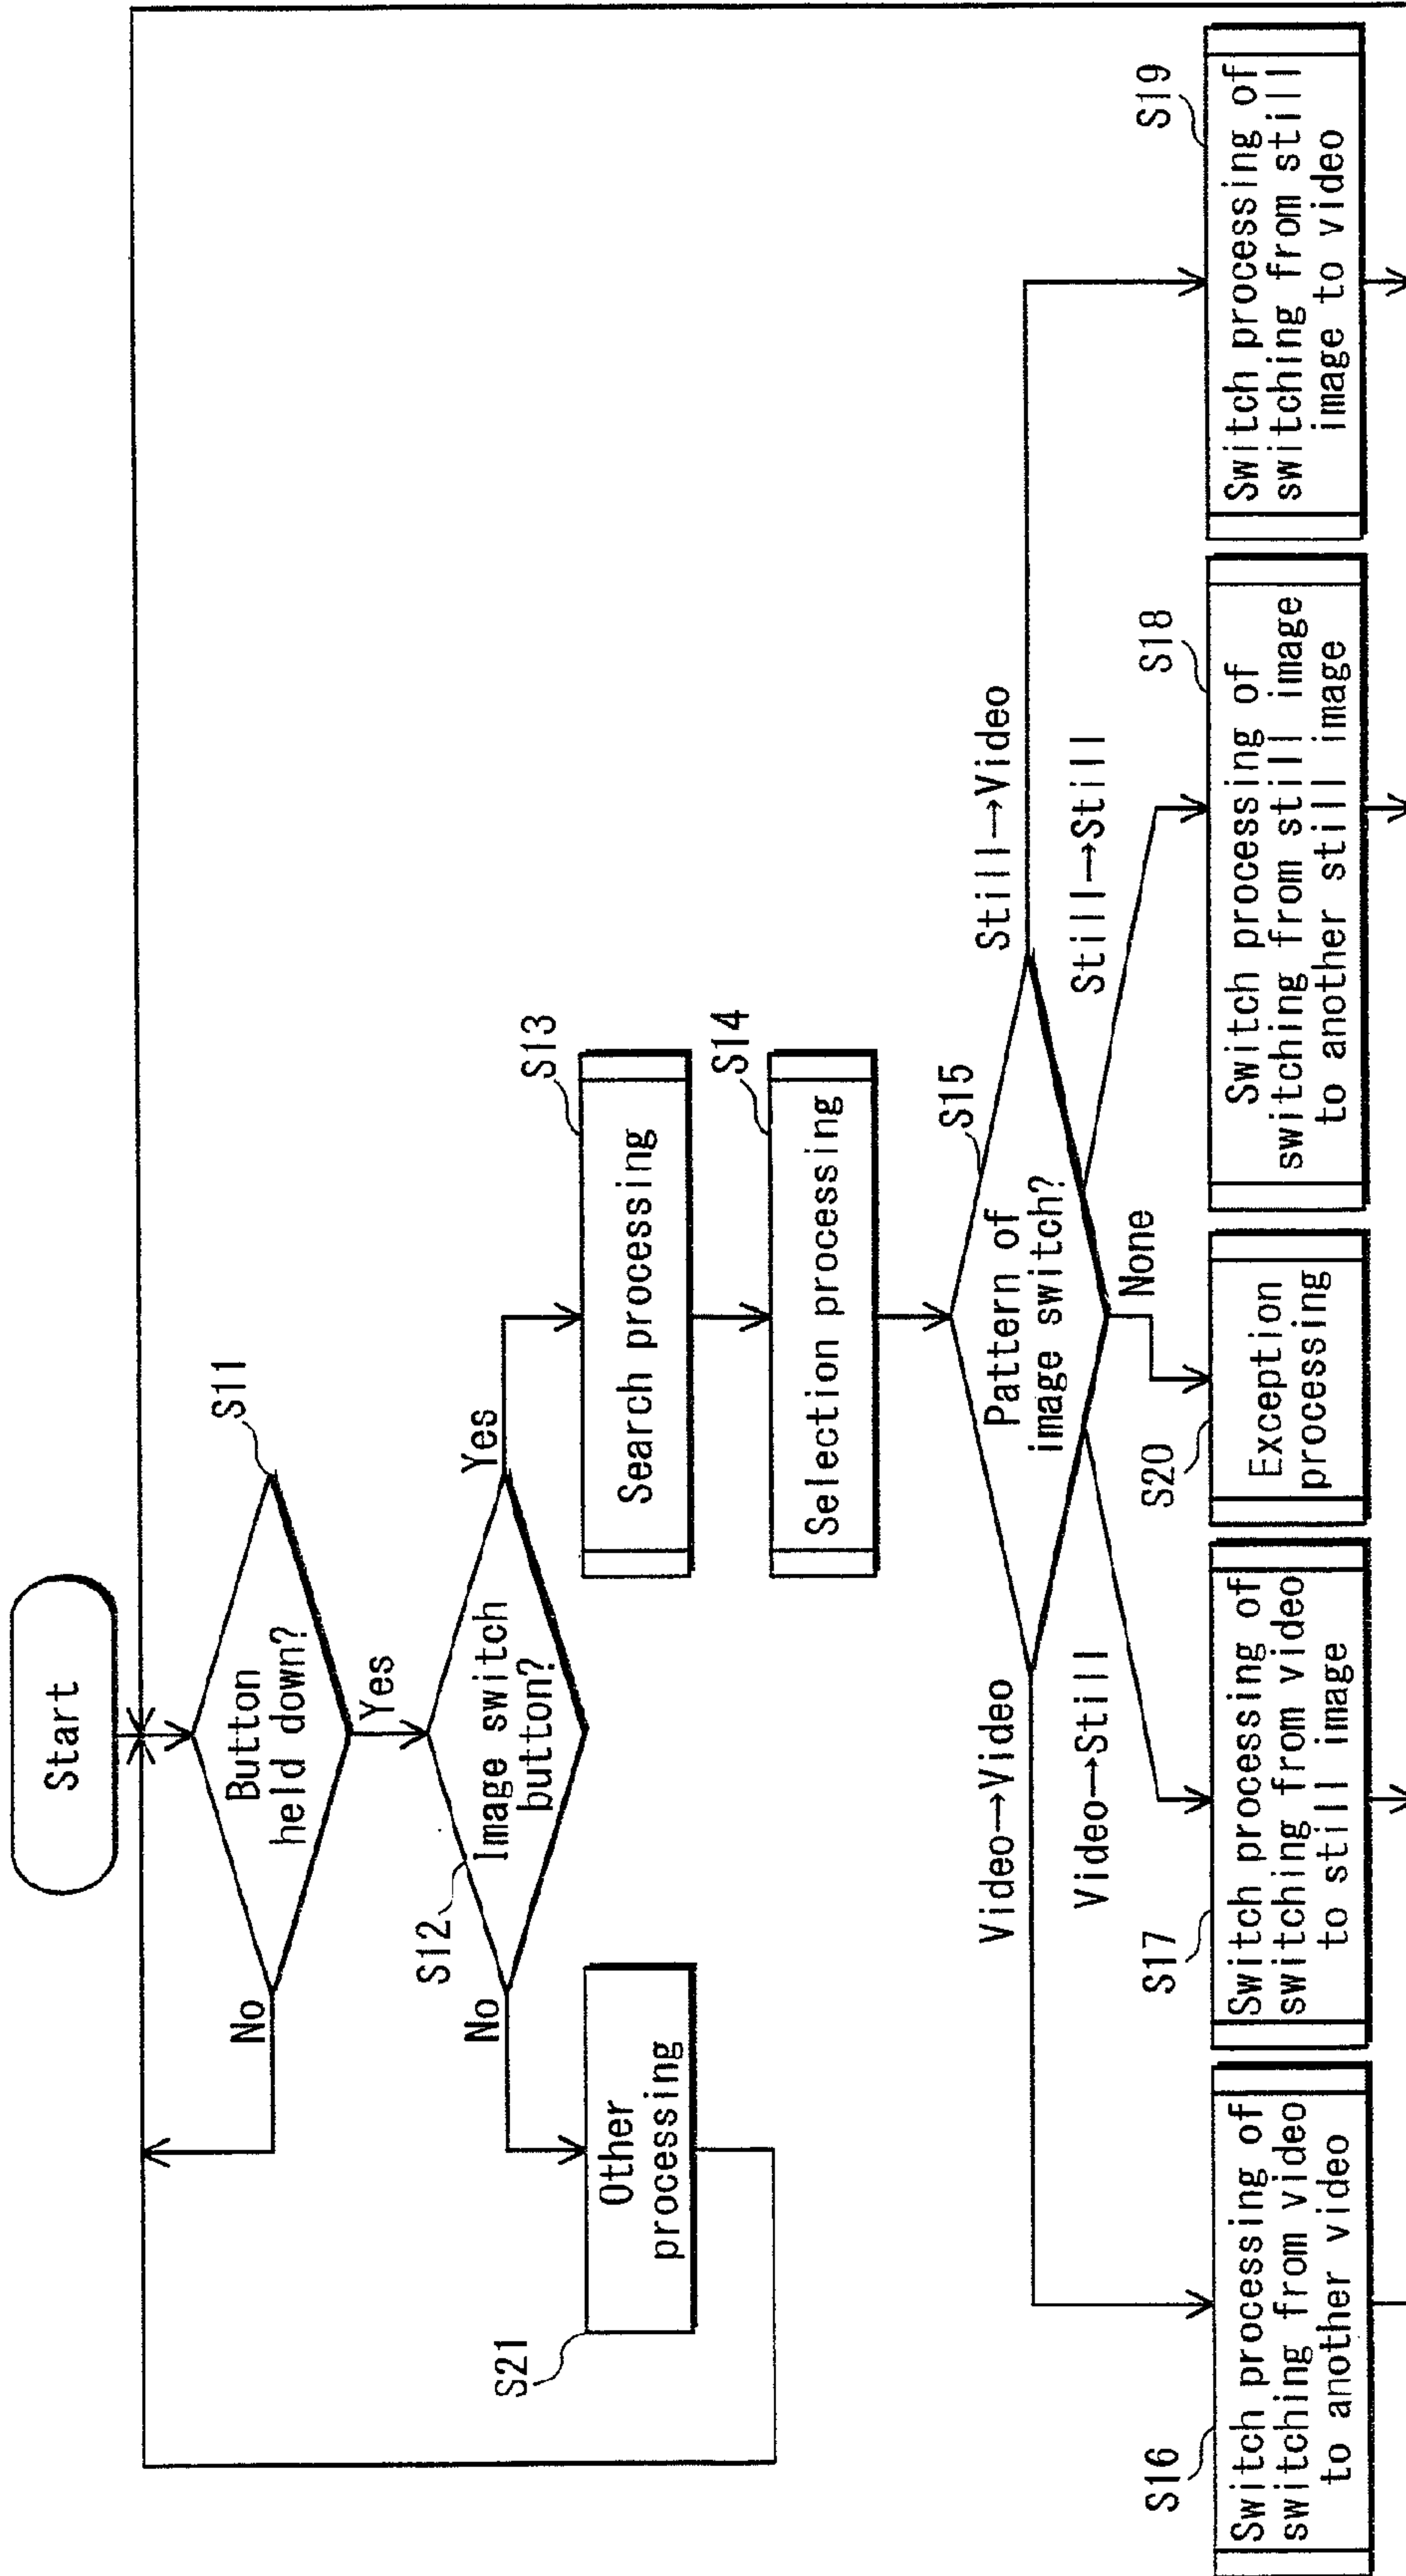 Start
S11
Button
held down?
No
Yes
S12
Image switch
button?
No
Yes
S21
Other
processing
S13
Search processing
S14
Selection processing
S15
Pattern of
image switch?
Video→Video
Still→Video
Video→Still
Still→Still
None
S16
Switch processing of
switching from video
to another video
S17
Switch processing of
switching from video
to still image
S20
Exception
processing
S18
Switch processing of
switching from still image
to another still image
S19
Switch processing of
switching from still
image to video